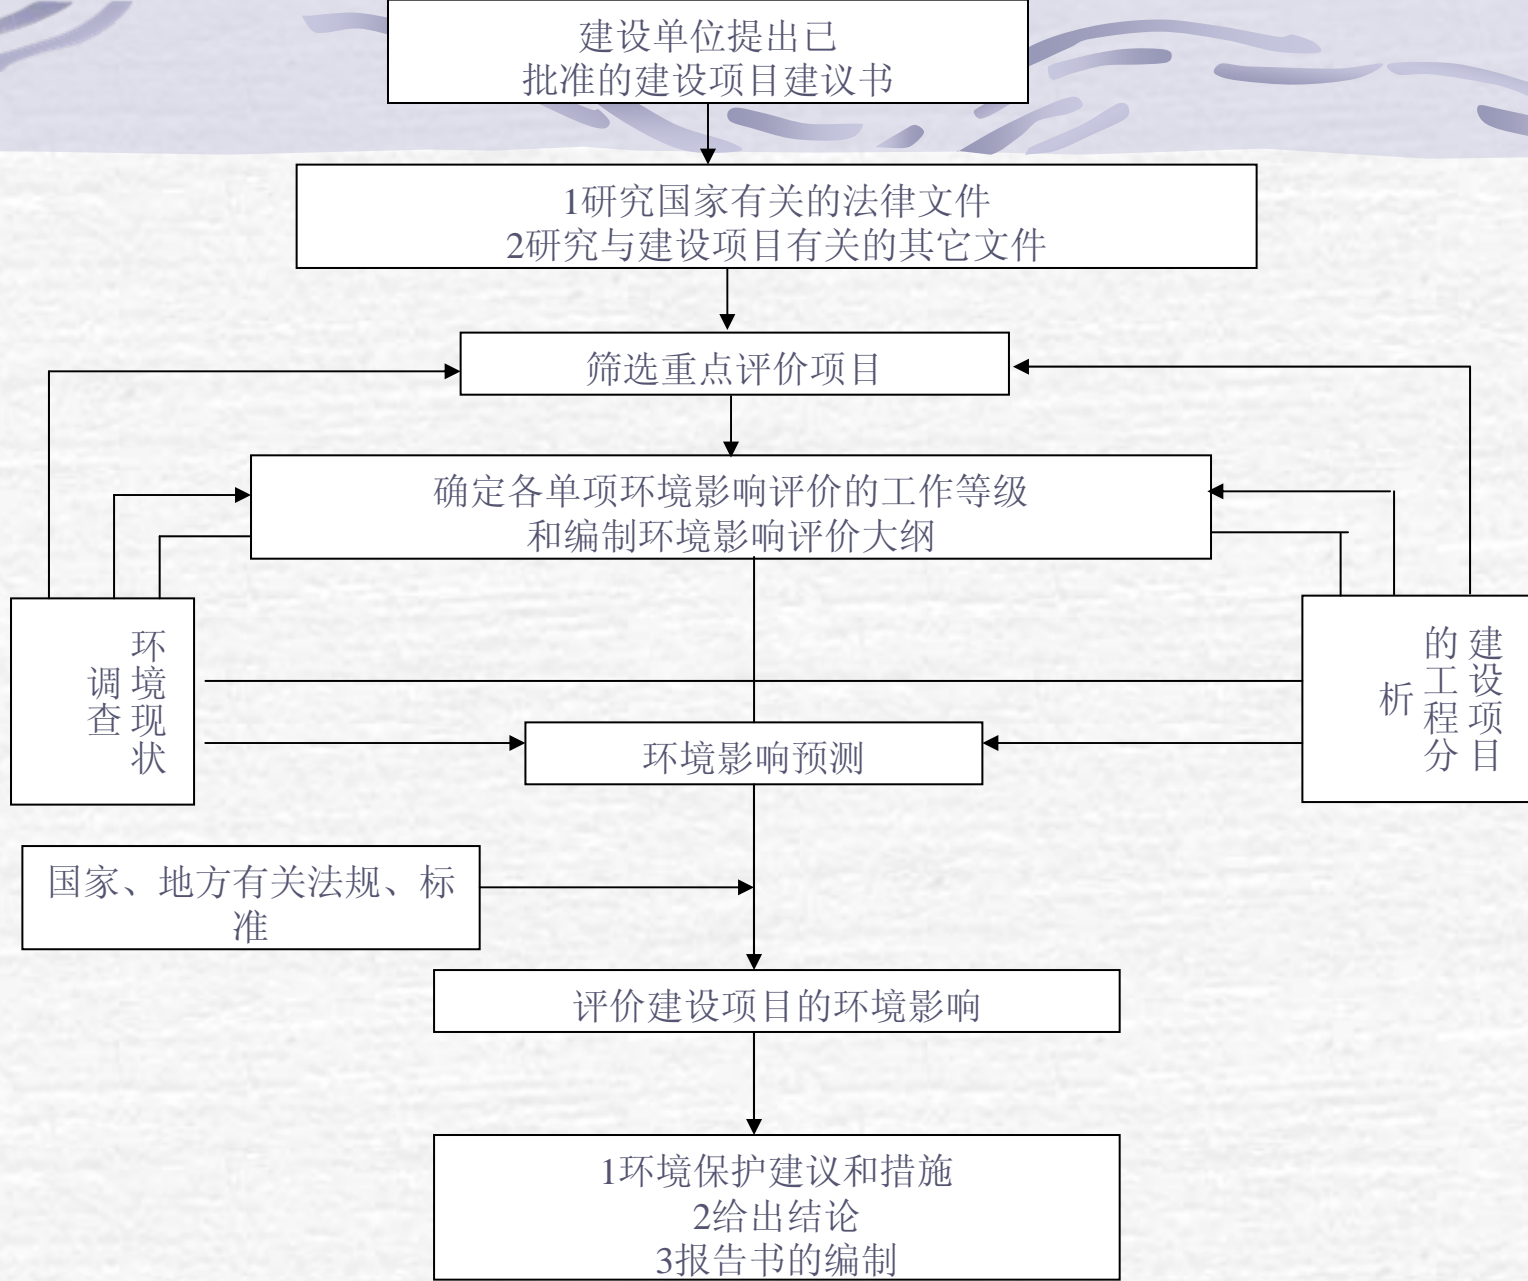 建设单位提出已
批准的建设项目建议书
1研究国家有关的法律文件
2研究与建设项目有关的其它文件
筛选重点评价项目
确定各单项环境影响评价的工作等级
和编制环境影响评价大纲
环境现状
调查
建设项目
的工程分
析
环境影响预测
国家、地方有关法规、标
准
评价建设项目的环境影响
1环境保护建议和措施
2给出结论
3报告书的编制